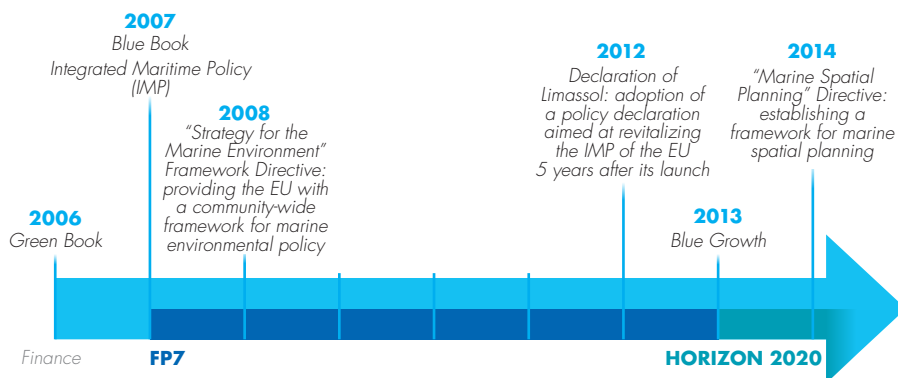 2007
Blue Book
Integrated Maritime Policy
(IMP)
2008
“Strategy for the
Marine Environment”
Framework Directive:
providing the EU with
a community-wide
framework for marine
environmental policy
2006
Green Book
2012
Declaration of
Limassol: adoption of
a policy declaration
aimed at revitalizing
the IMP of the EU
5 years after its launch
2014
“Marine Spatial
Planning” Directive:
establishing a
framework for marine
spatial planning
2013
Blue Growth
Finance
FP7
HORIZON 2020